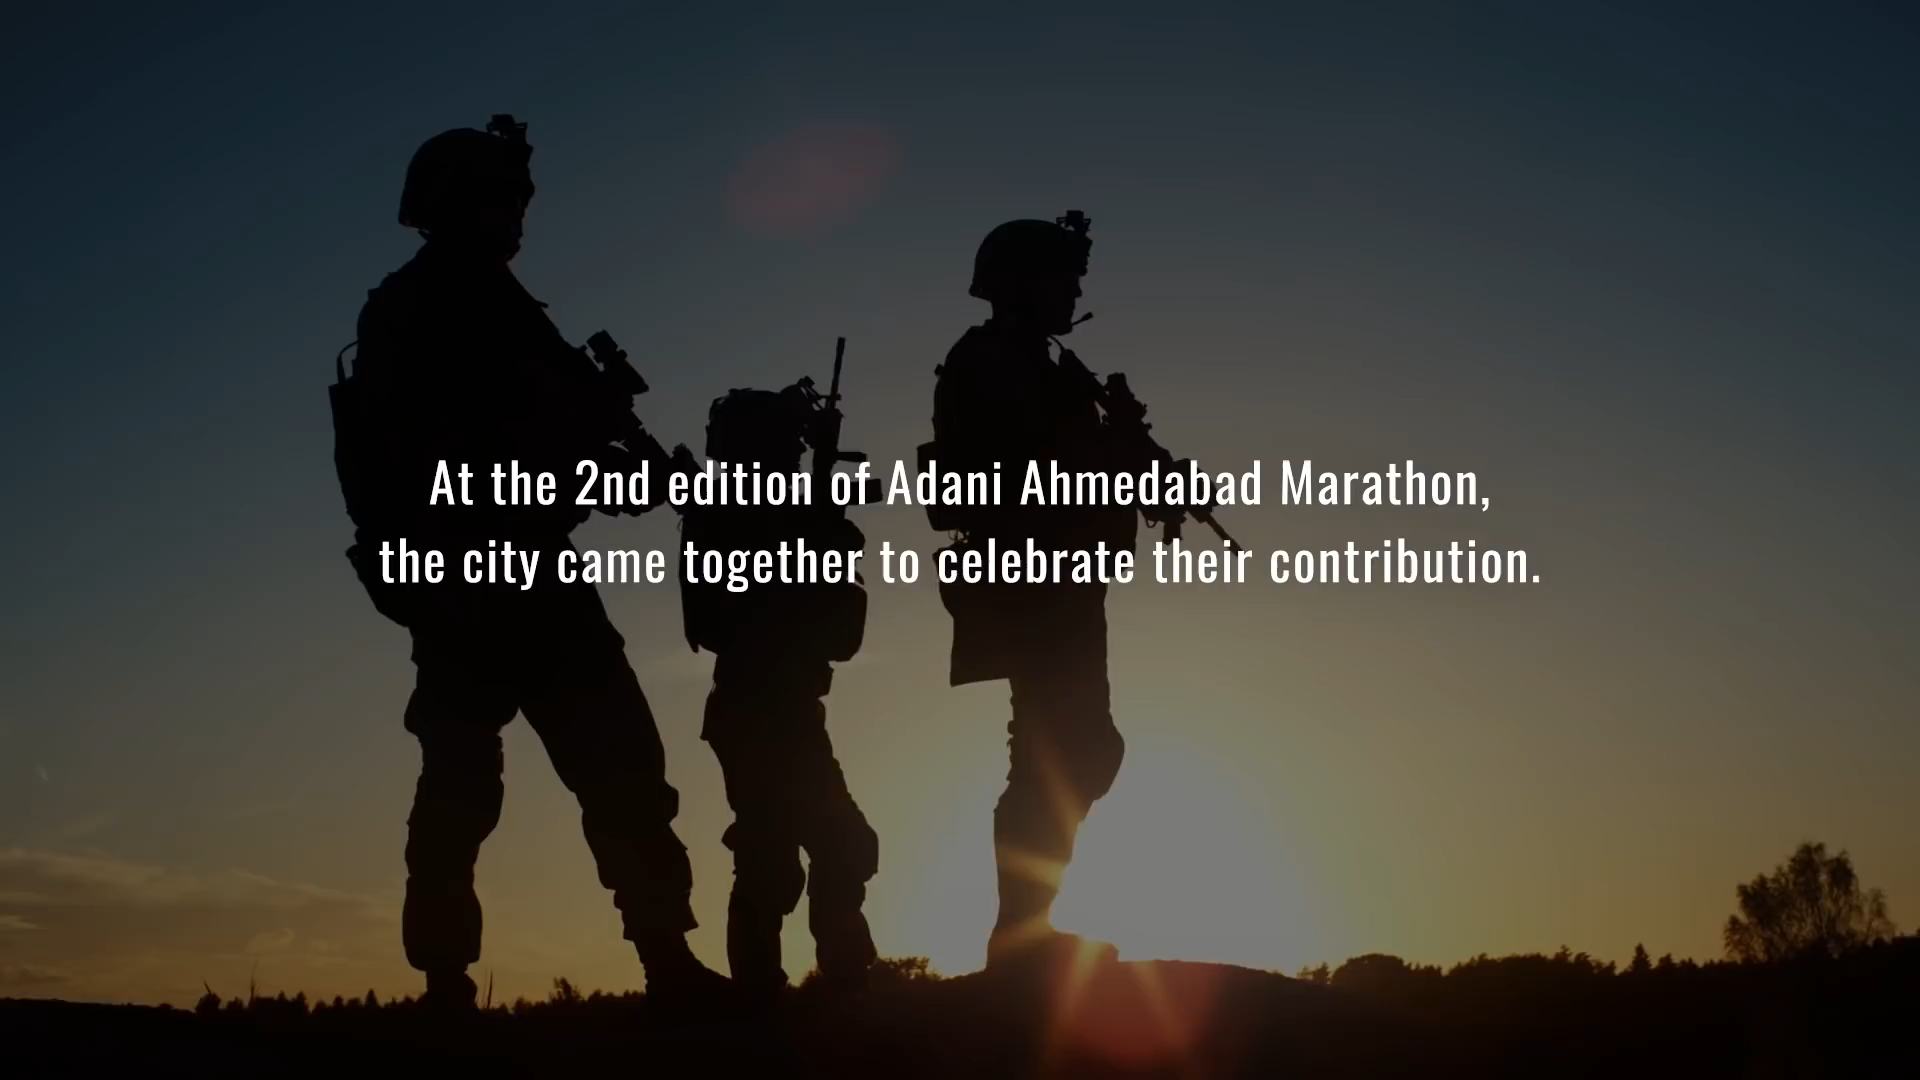 At the 2nd edition of Adani Ahmedabad Marathon,
the city came together to celebrate their contribution.